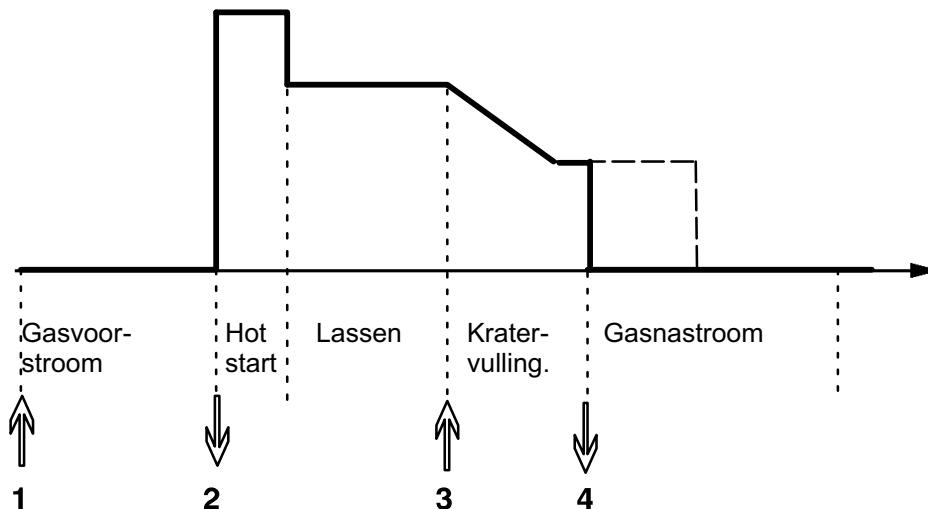 Gasvoor-
stroom
Hot
start
Lassen
Krater-
vulling.
Gasnastroom
1
2
3
4